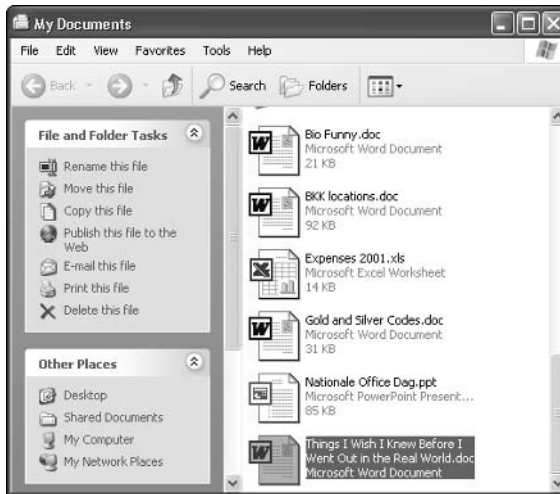 My Documents
File Edit View Favorites Tools Help
Back Search Folders
File and Folder Tasks
Rename this file
Move this file
Copy this file
Publish this file to the
Web
E-mail this file
Print this file
Delete this file
Other Places
Desktop
Shared Documents
My Computer
My Network Places
Bio Funny.doc
Microsoft Word Document
21 KB
BKK locations.doc
Microsoft Word Document
92 KB
Expenses 2001.xls
Microsoft Excel Worksheet
14 KB
Gold and Silver Codes.doc
Microsoft Word Document
31 KB
Nationale Office Dag.ppt
Microsoft PowerPoint Present...
85 KB
Things I Wish I Knew Before I
Went Out in the Real World.doc
Microsoft Word Document